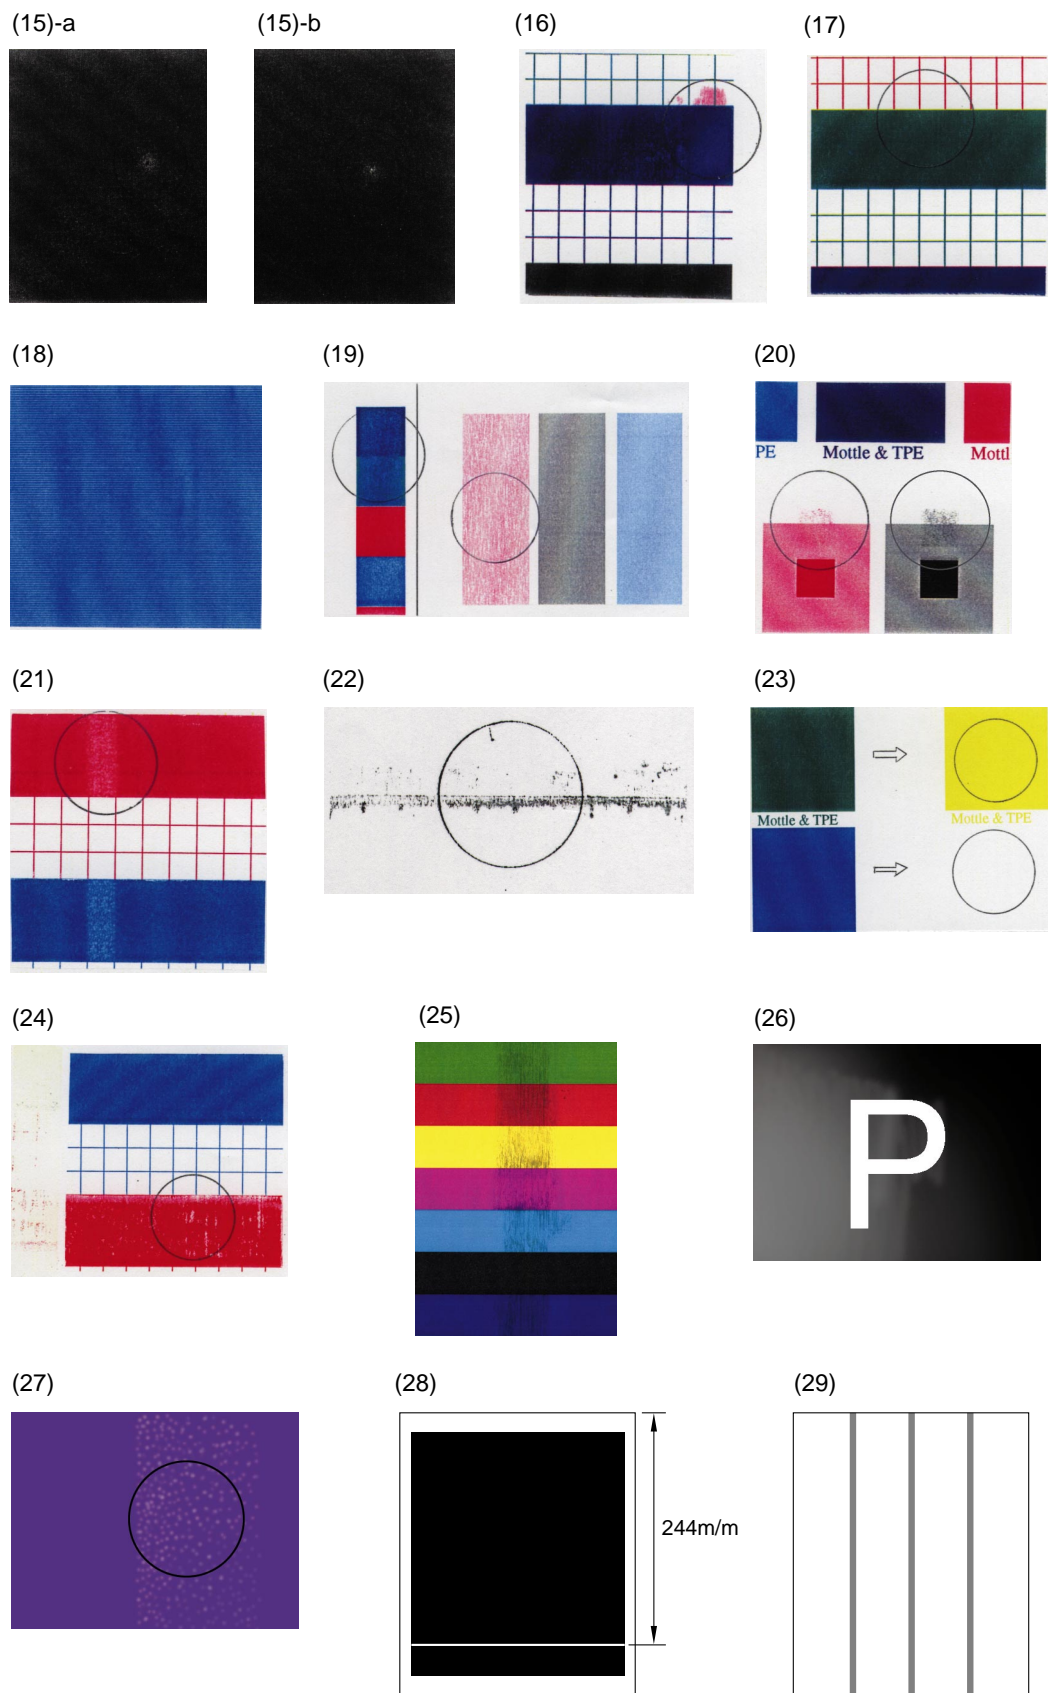 (15)-a
(15)-b
(16)
(17)
(18)
(19)
(20)
PE
Mottle & TPE
Mottl
(21)
(22)
(23)
Mottle & TPE
Mottle & TPE
(24)
(25)
(26)
P
(27)
(28)
244m/m
(29)